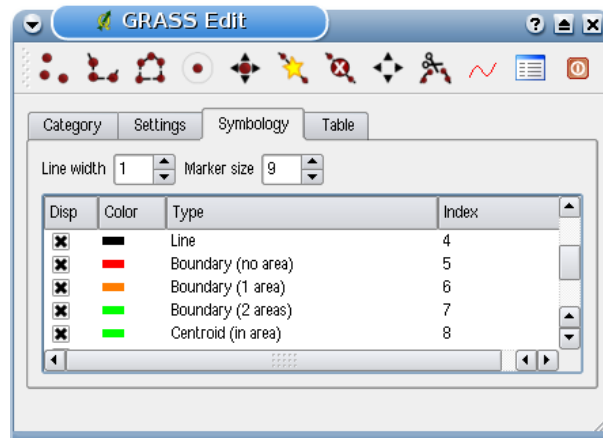 GRASS Edit
Category Settings Symbology Table
Line width 1 Marker size 9
Disp Color Type Index
Line 4
Boundary (no area) 5
Boundary (1 area) 6
Boundary (2 areas) 7
Centroid (in area) 8